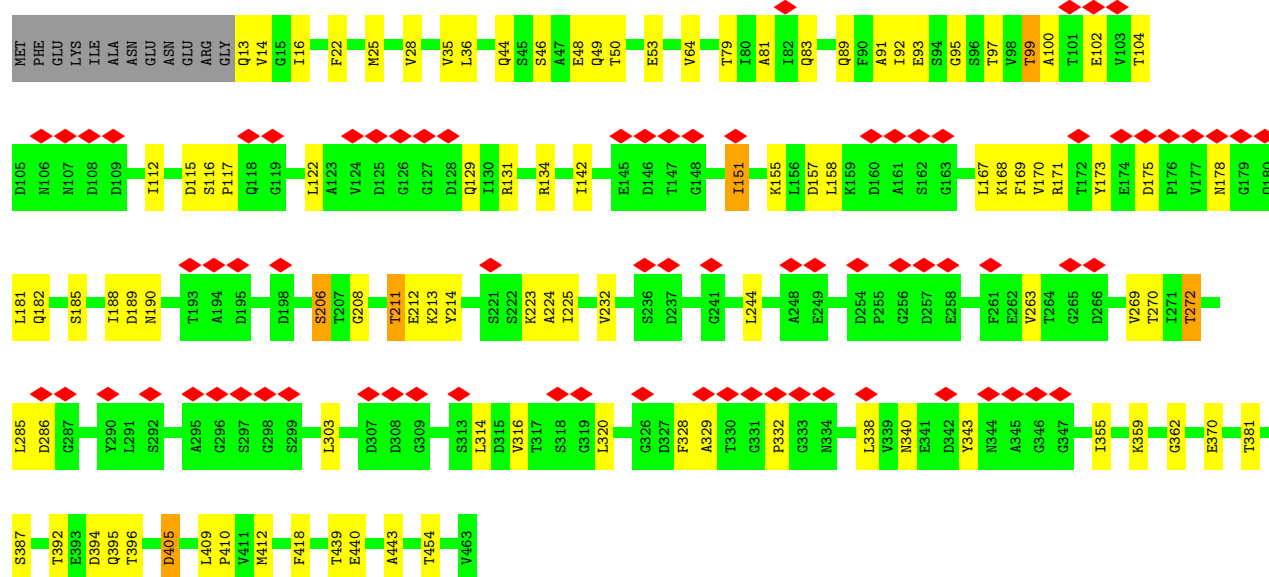 MET PHE GLU LYS ILE ALA ASN GLU ASN GLU ARG GLY Q13 V14 G15 I16 F22 M25 V28 V35 L36 Q44 S45 S46 A47 E48 Q49 T50 E53 V64 T79 I80 A81 I82 Q83 Q89 F90 A91 I92 E93 S94 G95 S96 T97 V98 T99 A100 T101 E102 V103 T104
D105 N106 N107 D108 D109 I112 D115 S116 P117 Q118 G119 L122 A123 V124 D125 G126 G127 D128 Q129 I130 R131 R134 I142 E145 D146 T147 G148 I151 K155 L156 D157 L158 K159 D160 A161 S162 G163 L167 K168 F169 V170 R171 T172 Y173 E174 D175 P176 V177 N178 G179 Q180
L181 Q182 S185 I188 D189 N190 T193 A194 D195 D198 S206 T207 G208 T211 E212 K213 Y214 S221 S222 K223 A224 I225 V232 S236 D237 G241 L244 A248 E249 D254 P255 G256 D257 E258 F261 E262 V263 T264 G265 D266 V269 T270 I271 T272
L285 D286 G287 Y290 L291 S292 A295 G296 S297 G298 S299 L303 D307 D308 G309 S313 L314 D315 V316 T317 S318 G319 L320 G326 D327 F328 A329 T330 G331 P332 G333 N334 L338 V339 N340 E341 D342 Y343 N344 A345 G346 G347 I355 K359 G362 E370 T381
S387 T392 E393 D394 Q395 T396 D405 L409 P410 V411 M412 F418 T439 E440 A443 T454 V463